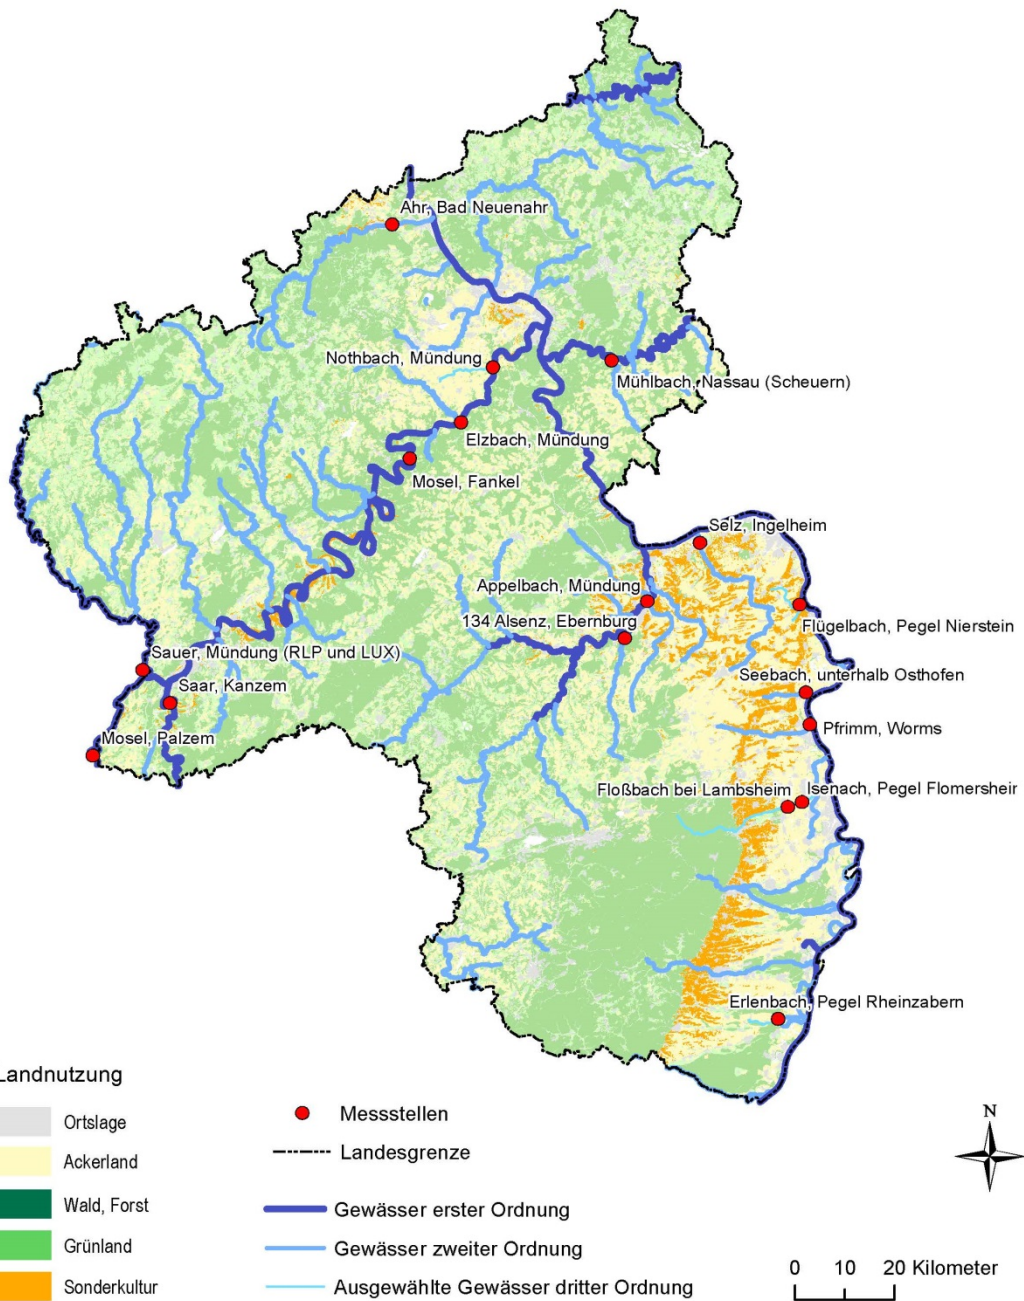 Ahr, Bad Neuenahr
Nothbach, Mündung
Mühlbach, Nassau (Scheuern)
Elzbach, Mündung
Mosel, Fankel
Selz, Ingelheim
Appelbach, Mündung
134 Alsenz, Ebernburg
Flügelbach, Pegel Nierstein
Sauer, Mündung (RLP und LUX)
Seebach, unterhalb Osthofen
Saar, Kanzem
Pfrimm, Worms
Mosel, Palzem
Floßbach bei Lambsheim
Isenach, Pegel Flomersheir
Erlenbach, Pegel Rheinzabern
Landnutzung
Ortslage
Ackerland
Wald, Forst
Grünland
Sonderkultur
Messstellen
Landesgrenze
Gewässer erster Ordnung
Gewässer zweiter Ordnung
Ausgewählte Gewässer dritter Ordnung
N
0 10 20 Kilometer